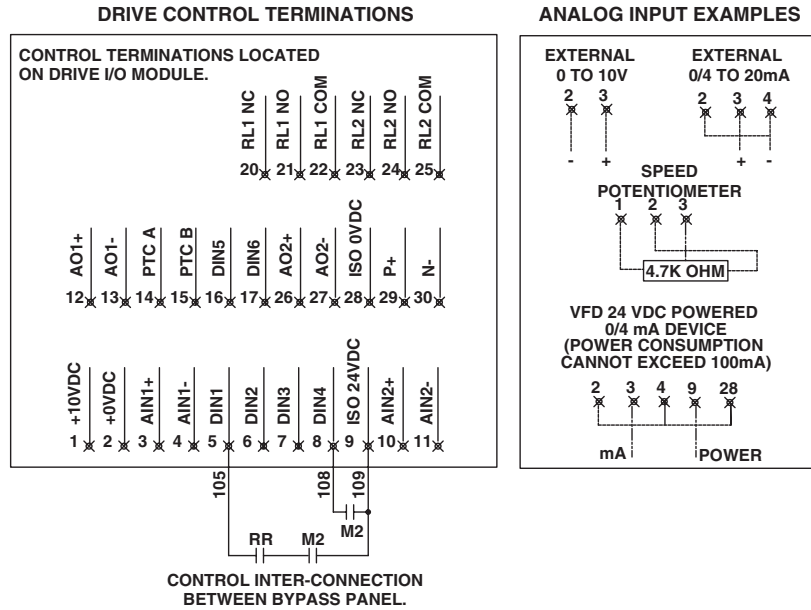 DRIVE CONTROL TERMINATIONS
CONTROL TERMINATIONS LOCATED
ON DRIVE I/O MODULE.
RL1 NC
RL1 NO
RL1 COM
RL2 NC
RL2 NO
RL2 COM
20 21 22 23 24 25
AO1+
AO1-
PTC A
PTC B
DIN5
DIN6
AO2+
AO2-
ISO 0VDC
P+
N-
12 13 14 15 16 17 26 27 28 29 30
+10VDC
+0VDC
AIN1+
AIN1-
DIN1
DIN2
DIN3
DIN4
ISO 24VDC
AIN2+
AIN2-
1 2 3 4 5 6 7 8 9 10 11
105
108
109
M2
RR M2
CONTROL INTER-CONNECTION
BETWEEN BYPASS PANEL.
ANALOG INPUT EXAMPLES
EXTERNAL
0 TO 10V
2 3
- +
EXTERNAL
0/4 TO 20mA
2 3 4
+ -
SPEED
POTENTIOMETER
1 2 3
4.7K OHM
VFD 24 VDC POWERED
0/4 mA DEVICE
(POWER CONSUMPTION
CANNOT EXCEED 100mA)
2 3 4 9 28
mA POWER